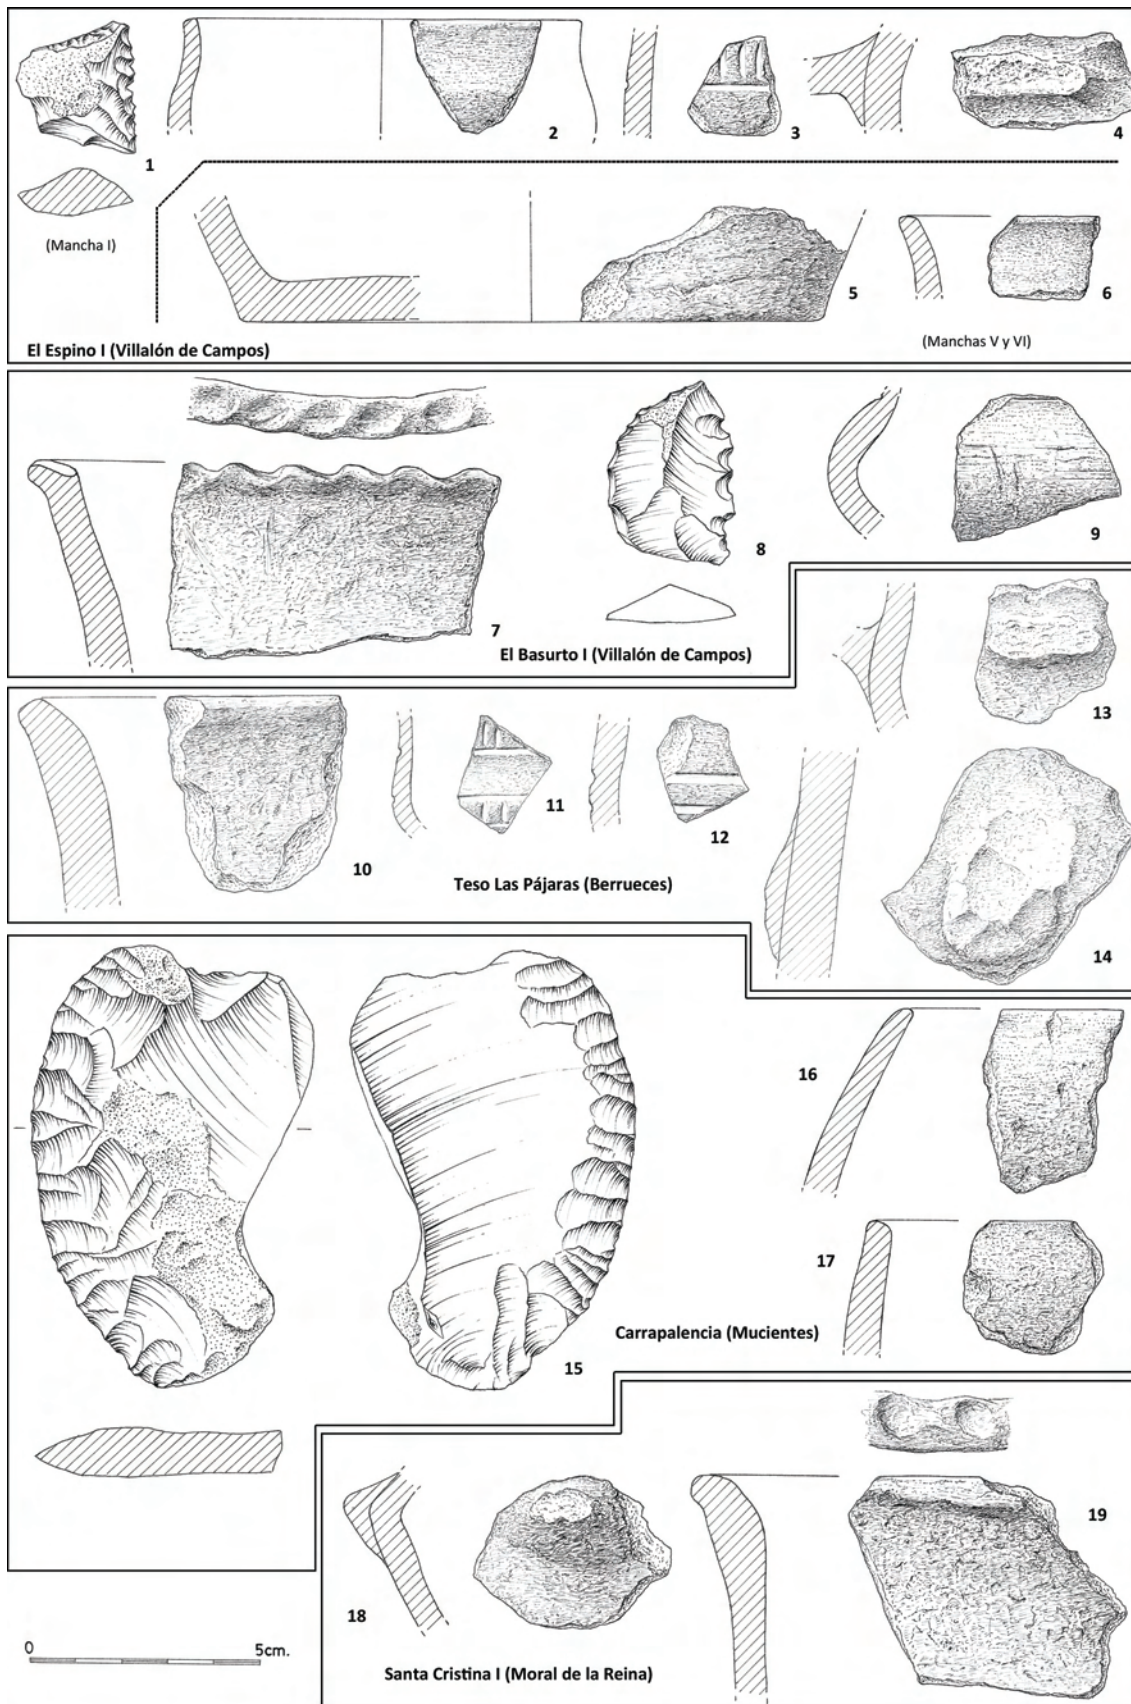 1
2
3
4
(Mancha I)
5
6
(Manchas V y VI)
El Espino I (Villalón de Campos)
7
8
9
El Basurto I (Villalón de Campos)
10
11
12
13
14
Teso Las Pájaras (Berrueces)
15
16
17
Carrapalencia (Mucientes)
18
19
Santa Cristina I (Moral de la Reina)
0 5cm.